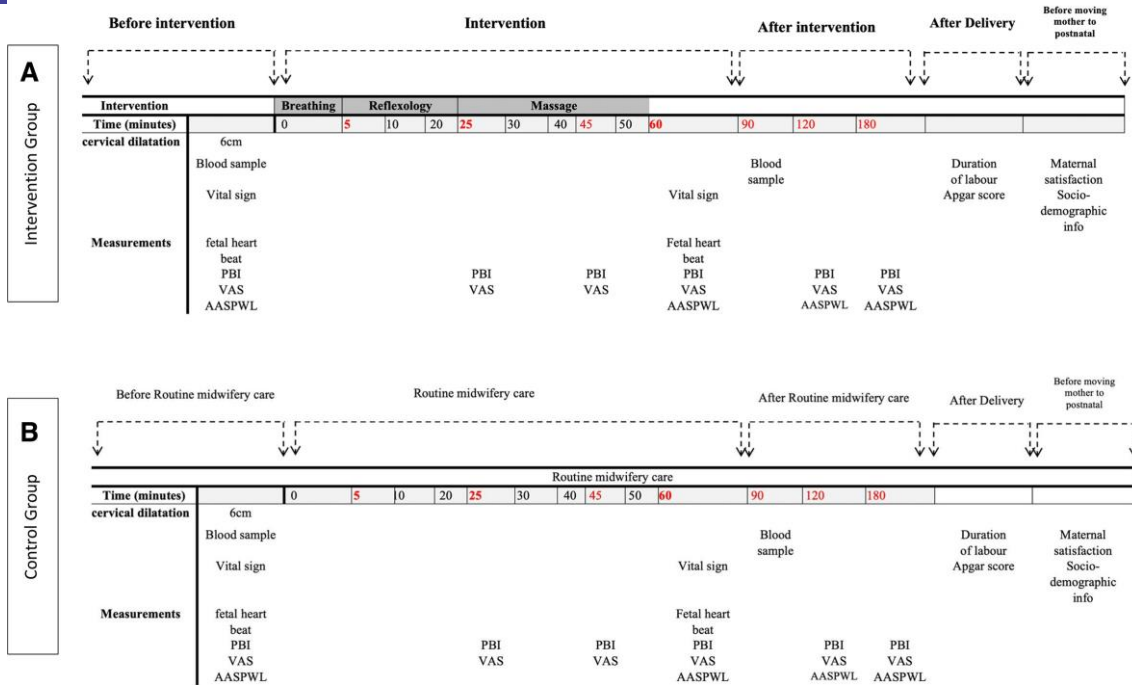 Before intervention Intervention After intervention After Delivery Before moving
mother to
postnatal
A
Intervention Group
Intervention Breathing Reflexology Massage
Time (minutes) 0 5 10 20 25 30 40 45 50 60 90 120 180
cervical dilatation 6cm
Blood sample Blood Duration Maternal
sample of labour satisfaction
Vital sign Vital sign Apgar score Socio-
demographic
info
Measurements fetal heart Fetal heart
beat beat
PBI PBI PBI PBI PBI PBI
VAS VAS VAS VAS VAS VAS
AASPWL AASPWL AASPWL AASPWL
Before Routine midwifery care Routine midwifery care After Routine midwifery care After Delivery Before moving
mother to
postnatal
B
Control Group
Routine midwifery care
Time (minutes) 0 5 10 20 25 30 40 45 50 60 90 120 180
cervical dilatation 6cm
Blood sample Blood Duration Maternal
sample of labour satisfaction
Vital sign Vital sign Apgar score Socio-
demographic
info
Measurements fetal heart Fetal heart
beat beat
PBI PBI PBI PBI PBI PBI
VAS VAS VAS VAS VAS VAS
AASPWL AASPWL AASPWL AASPWL